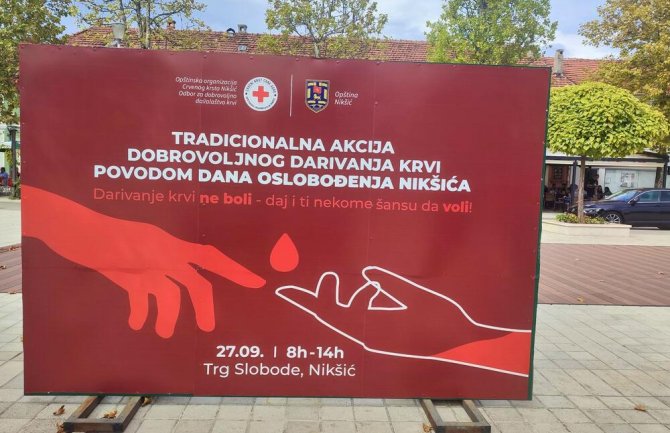 Opštinska organizacija
Crvenog krsta Nikšić
Odbor za dobrovoljno
davalaštvo krvi
Opština
Nikšić
TRADICIONALNA AKCIJA
DOBROVOLJNOG DARIVANJA KRVI
POVODOM DANA OSLOBOĐENJA NIKŠIĆA
Darivanje krvi ne boli - daj i ti nekome šansu da voli!
27.09. | 8h-14h
Trg Slobode, Nikšić